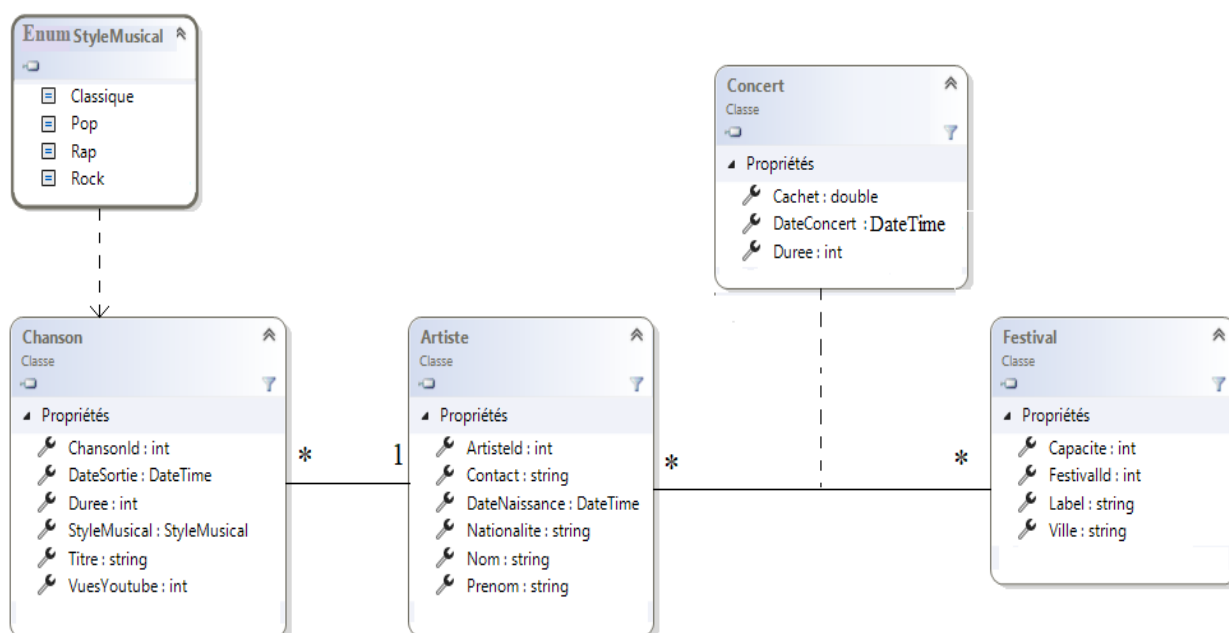 Enum StyleMusical
Classique
Pop
Rap
Rock
Concert
Classe
Propriétés
Cachet : double
DateConcert : DateTime
Duree : int
Chanson
Classe
Propriétés
ChansonId : int
DateSortie : DateTime
Duree : int
StyleMusical : StyleMusical
Titre : string
VuesYoutube : int
* 1
Artiste
Classe
Propriétés
ArtisteId : int
Contact : string
DateNaissance : DateTime
Nationalite : string
Nom : string
Prenom : string
* *
Festival
Classe
Propriétés
Capacite : int
FestivalId : int
Label : string
Ville : string